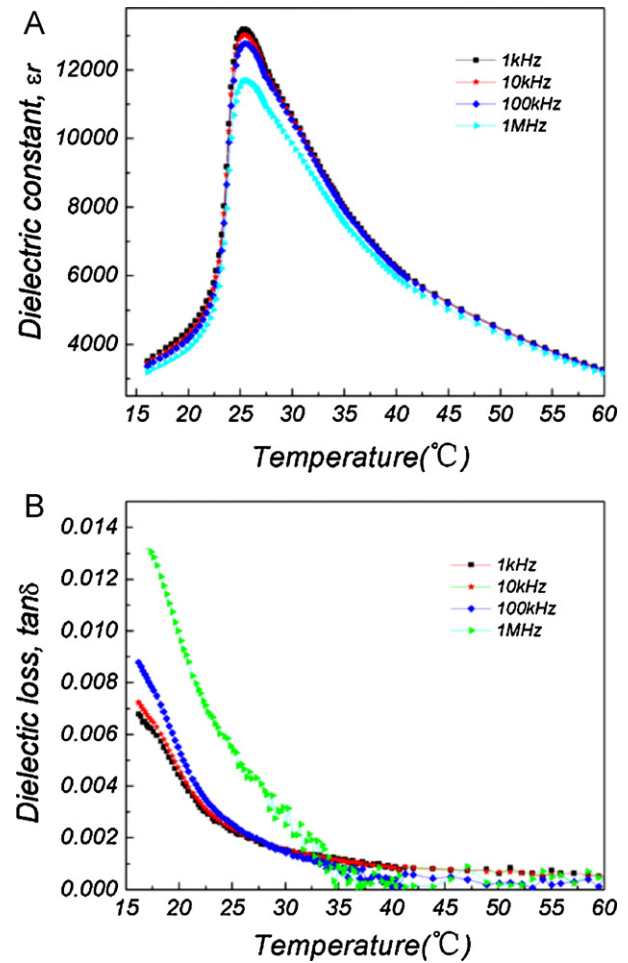 A
Dielectric constant, εr
12000
10000
8000
6000
4000
1kHz
10kHz
100kHz
1MHz
15 20 25 30 35 40 45 50 55 60
Temperature(℃)
B
Dielectic loss, tanδ
0.014
0.012
0.010
0.008
0.006
0.004
0.002
0.000
1kHz
10kHz
100kHz
1MHz
15 20 25 30 35 40 45 50 55 60
Temperature(℃)